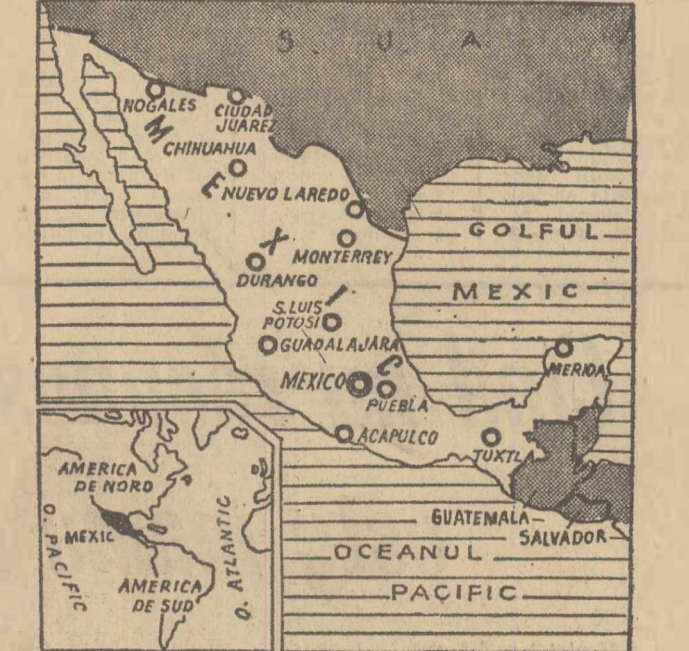 S. U. A.
NOGALES
CIUDAD
JUAREZ
CHIHUAHUA
NUEVO LAREDO
MEXIC
GOLFUL
MEXIC
MONTERREY
DURANGO
S. LUIS
POTOSI
GUADALAJARA
MERIDA
MEXICO
PUEBLA
ACAPULCO
TUXTLA
GUATEMALA
SALVADOR
OCEANUL
PACIFIC
AMERICA
DE NORD
MEXIC
O. PACIFIC
O. ATLANTIC
AMERICA
DE SUD